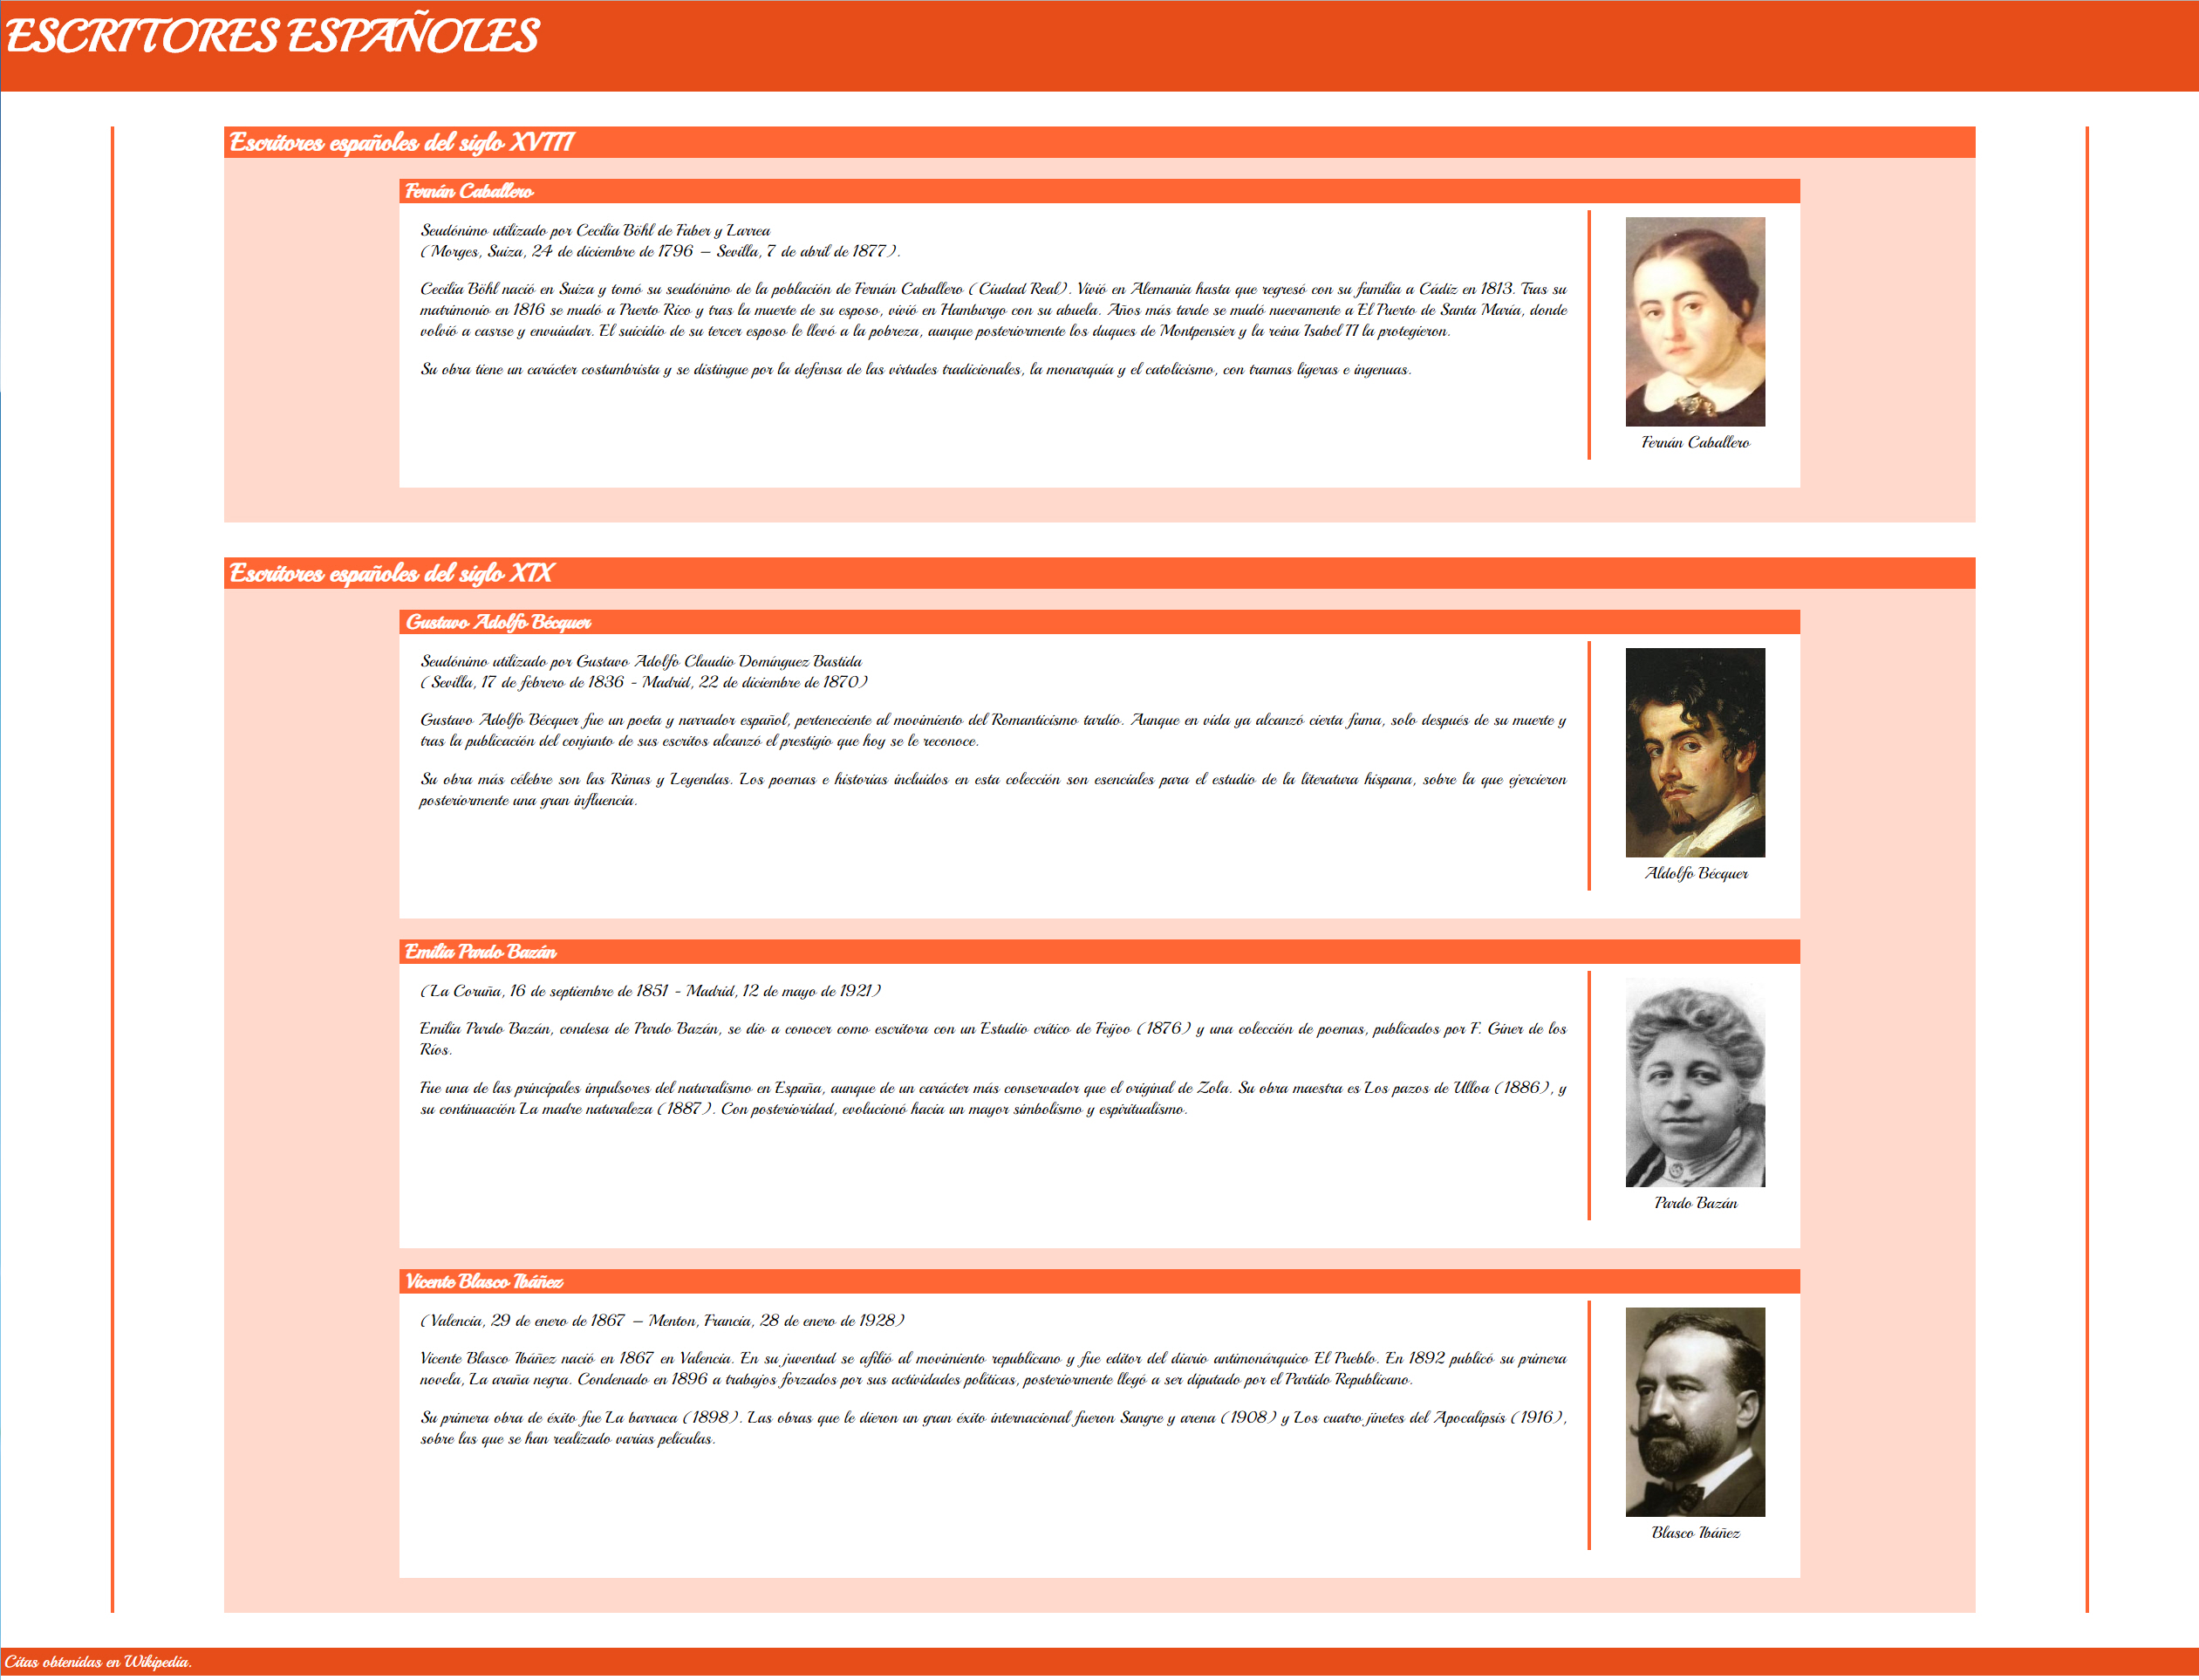 ESCRITORES ESPAÑOLES
Escritores españoles del siglo XVIII
Fernán Caballero
Seudónimo utilizado por Cecilia Böhl de Faber y Larrea
(Morges, Suiza, 24 de diciembre de 1796 – Sevilla, 7 de abril de 1877).
Cecilia Böhl nació en Suiza y tomó su seudónimo de la población de Fernán Caballero (Ciudad Real). Vivió en Alemania hasta que regresó con su familia a Cádiz en 1813. Tras su
matrimonio en 1816 se mudó a Puerto Rico y tras la muerte de su esposo, vivió en Hamburgo con su abuela. Años más tarde se mudó nuevamente a El Puerto de Santa María, donde
volvió a casrse y envuiudar. El suicidio de su tercer esposo le llevó a la pobreza, aunque posteriormente los duques de Montpensier y la reina Isabel II la protegieron.
Su obra tiene un carácter costumbrista y se distingue por la defensa de las virtudes tradicionales, la monarquía y el catolicismo, con tramas ligeras e ingenuas.
Fernán Caballero
Escritores españoles del siglo XIX
Gustavo Adolfo Bécquer
Seudónimo utilizado por Gustavo Adolfo Claudio Domínguez Bastida
(Sevilla, 17 de febrero de 1836 - Madrid, 22 de diciembre de 1870)
Gustavo Adolfo Bécquer fue un poeta y narrador español, perteneciente al movimiento del Romanticismo tardío. Aunque en vida ya alcanzó cierta fama, solo después de su muerte y
tras la publicación del conjunto de sus escritos alcanzó el prestigio que hoy se le reconoce.
Su obra más célebre son las Rimas y Leyendas. Los poemas e historias incluidos en esta colección son esenciales para el estudio de la literatura hispana, sobre la que ejercieron
posteriormente una gran influencia.
Aldolfo Bécquer
Emilia Pardo Bazán
(La Coruña, 16 de septiembre de 1851 - Madrid, 12 de mayo de 1921)
Emilia Pardo Bazán, condesa de Pardo Bazán, se dio a conocer como escritora con un Estudio crítico de Feijoo (1876) y una colección de poemas, publicados por F. Giner de los
Ríos.
Fue una de las principales impulsores del naturalismo en España, aunque de un carácter más conservador que el original de Zola. Su obra maestra es Los pazos de Ulloa (1886), y
su continuación La madre naturaleza (1887). Con posterioridad, evolucionó hacia un mayor simbolismo y espiritualismo.
Pardo Bazán
Vicente Blasco Ibáñez
(Valencia, 29 de enero de 1867 – Menton, Francia, 28 de enero de 1928)
Vicente Blasco Ibáñez nació en 1867 en Valencia. En su juventud se afilió al movimiento republicano y fue editor del diario antimonárquico El Pueblo. En 1892 publicó su primera
novela, La araña negra. Condenado en 1896 a trabajos forzados por sus actividades políticas, posteriormente llegó a ser diputado por el Partido Republicano.
Su primera obra de éxito fue La barraca (1898). Las obras que le dieron un gran éxito internacional fueron Sangre y arena (1908) y Los cuatro jinetes del Apocalipsis (1916),
sobre las que se han realizado varias películas.
Blasco Ibáñez
Citas obtenidas en Wikipedia.